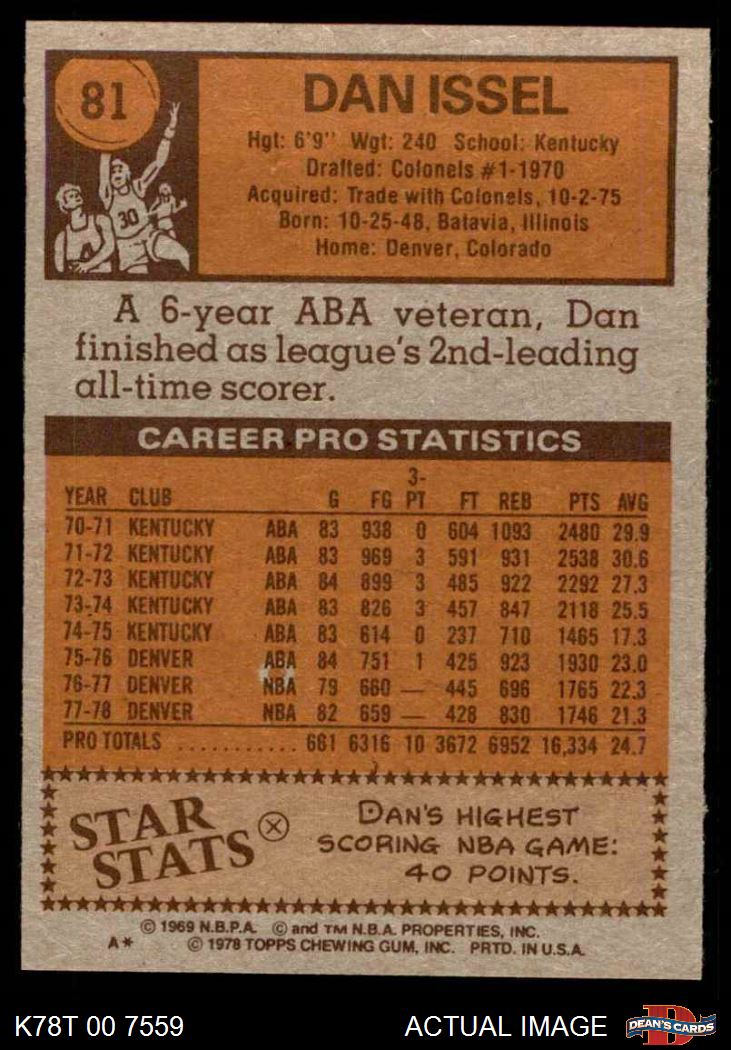 81
DAN ISSEL
Hgt: 6'9" Wgt: 240 School: Kentucky
Drafted: Colonels #1-1970
Acquired: Trade with Colonels, 10-2-75
Born: 10-25-48, Batavia, Illinois
Home: Denver, Colorado
30
A 6-year ABA veteran, Dan
finished as league's 2nd-leading
all-time scorer.
CAREER PRO STATISTICS
YEAR CLUB G FG 3-PT FT REB PTS AVG
70-71 KENTUCKY ABA 83 938 0 604 1093 2480 29.9
71-72 KENTUCKY ABA 83 969 3 591 931 2538 30.6
72-73 KENTUCKY ABA 84 899 3 485 922 2292 27.3
73-74 KENTUCKY ABA 83 826 3 457 847 2118 25.5
74-75 KENTUCKY ABA 83 614 0 237 710 1465 17.3
75-76 DENVER ABA 84 751 1 425 923 1930 23.0
76-77 DENVER NBA 79 660 — 445 696 1765 22.3
77-78 DENVER NBA 82 659 — 428 830 1746 21.3
PRO TOTALS ........... 661 6316 10 3672 6952 16,334 24.7
STAR
STATS
DAN'S HIGHEST
SCORING NBA GAME:
40 POINTS.
© 1969 N.B.P.A. © and TM N.B.A. PROPERTIES, INC.
A* © 1978 TOPPS CHEWING GUM, INC. PRTD. IN U.S.A.
K78T 00 7559 ACTUAL IMAGE DEAN'S CARDS